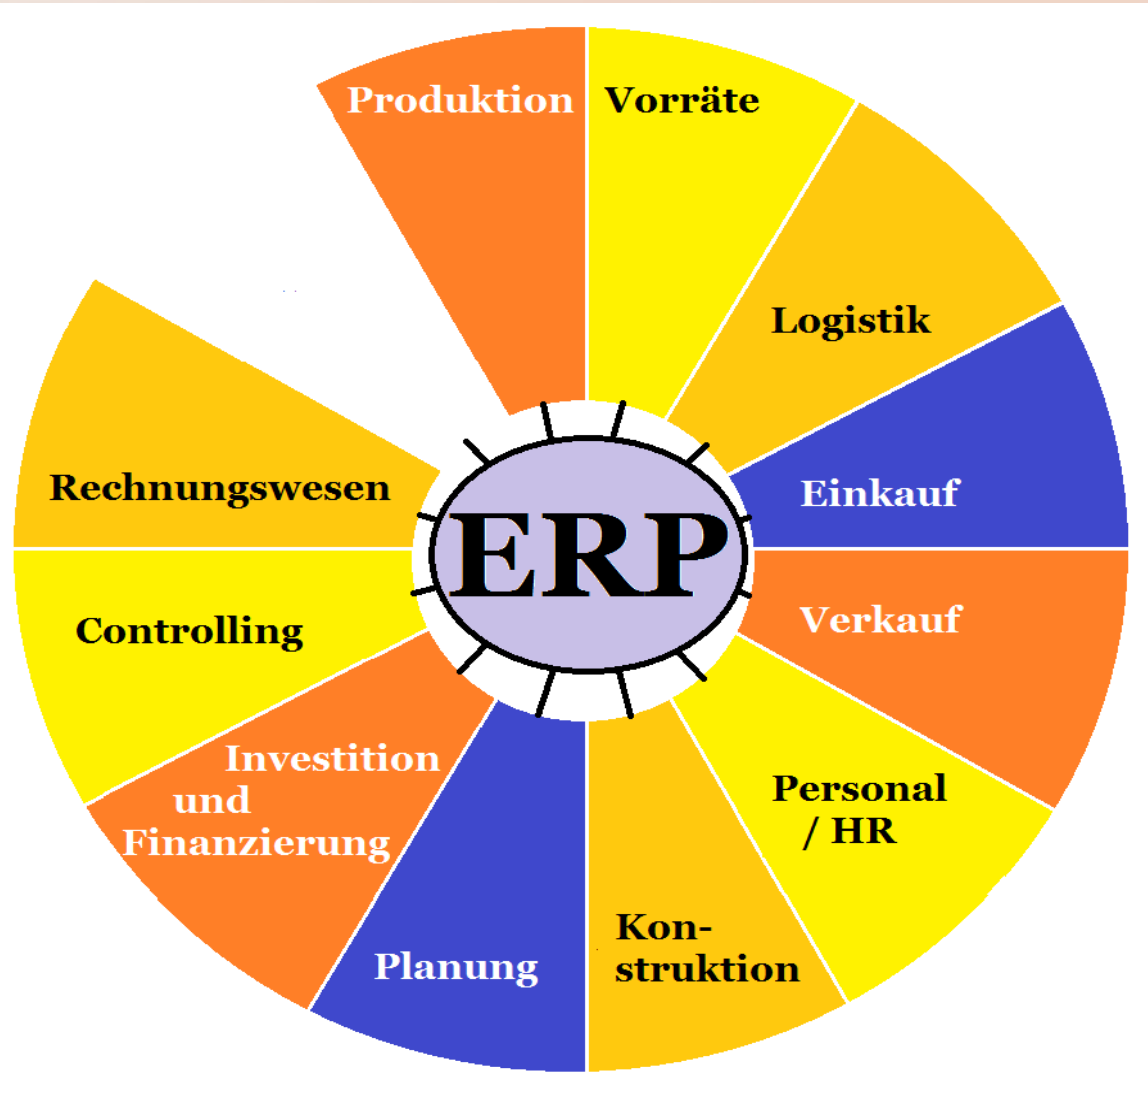 Produktion
Vorräte
Logistik
Einkauf
Verkauf
Personal
/ HR
Kon-
struktion
Planung
Investition
und
Finanzierung
Controlling
Rechnungswesen
ERP